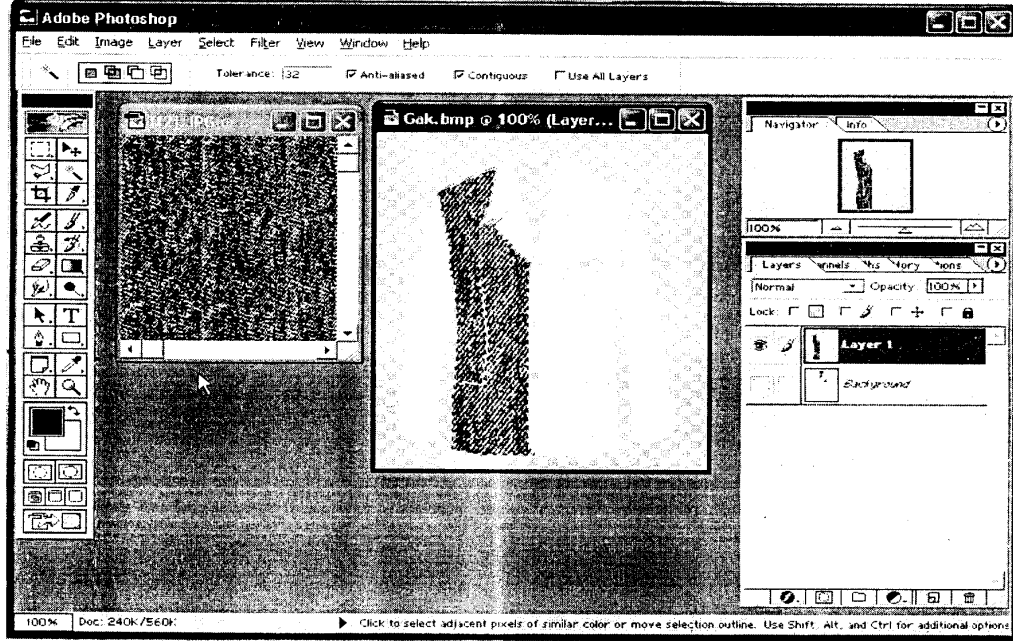 Adobe Photoshop
File Edit Image Layer Select Filter View Window Help
Tolerance: 32 Anti-aliased Contiguous Use All Layers
Gak.bmp @ 100% (Layer...
Navigator Info
100%
Layers
Normal Opacity: 100%
Lock:
Layer 1
Background
100% Doc: 240K/560K Click to select adjacent pixels of similar color or move selection outline. Use Shift, Alt, and Ctrl for additional options